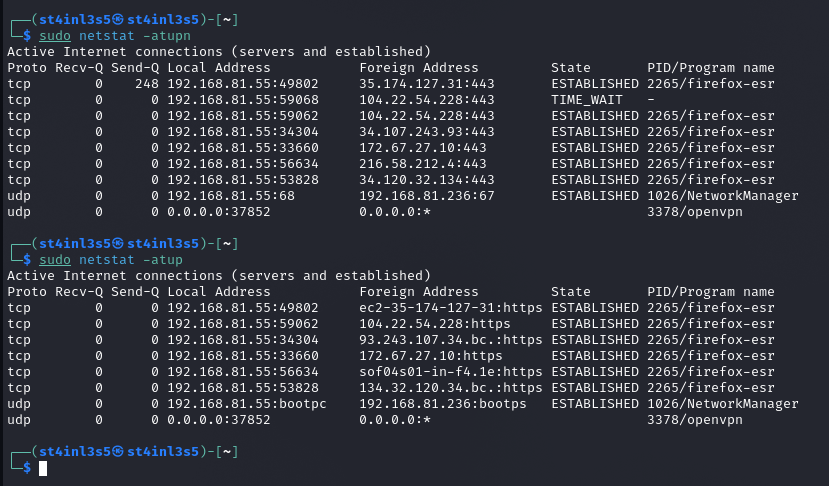 ┌──(st4inl3s5㉿st4inl3s5)-[~]
└─$ sudo netstat -atupn
Active Internet connections (servers and established)
Proto Recv-Q Send-Q Local Address           Foreign Address         State       PID/Program name
tcp        0    248 192.168.81.55:49802     35.174.127.31:443       ESTABLISHED 2265/firefox-esr
tcp        0      0 192.168.81.55:59068     104.22.54.228:443       TIME_WAIT   -
tcp        0      0 192.168.81.55:59062     104.22.54.228:443       ESTABLISHED 2265/firefox-esr
tcp        0      0 192.168.81.55:34304     34.107.243.93:443       ESTABLISHED 2265/firefox-esr
tcp        0      0 192.168.81.55:33660     172.67.27.10:443        ESTABLISHED 2265/firefox-esr
tcp        0      0 192.168.81.55:56634     216.58.212.4:443        ESTABLISHED 2265/firefox-esr
tcp        0      0 192.168.81.55:53828     34.120.32.134:443       ESTABLISHED 2265/firefox-esr
udp        0      0 192.168.81.55:68        192.168.81.236:67       ESTABLISHED 1026/NetworkManager
udp        0      0 0.0.0.0:37852           0.0.0.0:*                           3378/openvpn
┌──(st4inl3s5㉿st4inl3s5)-[~]
└─$ sudo netstat -atup
Active Internet connections (servers and established)
Proto Recv-Q Send-Q Local Address           Foreign Address         State       PID/Program name
tcp        0      0 192.168.81.55:49802     ec2-35-174-127-31:https ESTABLISHED 2265/firefox-esr
tcp        0      0 192.168.81.55:59062     104.22.54.228:https     ESTABLISHED 2265/firefox-esr
tcp        0      0 192.168.81.55:34304     93.243.107.34.bc.:https ESTABLISHED 2265/firefox-esr
tcp        0      0 192.168.81.55:33660     172.67.27.10:https      ESTABLISHED 2265/firefox-esr
tcp        0      0 192.168.81.55:56634     sof04s01-in-f4.1e:https ESTABLISHED 2265/firefox-esr
tcp        0      0 192.168.81.55:53828     134.32.120.34.bc.:https ESTABLISHED 2265/firefox-esr
udp        0      0 192.168.81.55:bootpc    192.168.81.236:bootps   ESTABLISHED 1026/NetworkManager
udp        0      0 0.0.0.0:37852           0.0.0.0:*                           3378/openvpn
┌──(st4inl3s5㉿st4inl3s5)-[~]
└─$